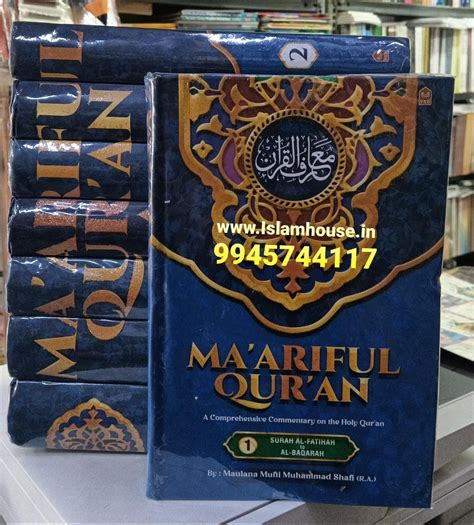 2
MA'ARIFUL
QUR'AN
معارف القرآن
www.Islamhouse.in
9945744117
MA'ARIFUL
QUR'AN
A Comprehensive Commentary on the Holy Qur'an
1 SURAH AL-FATIHAH
to
AL-BAQARAH
By : Maulana Mufti Muhammad Shafi (R.A.)